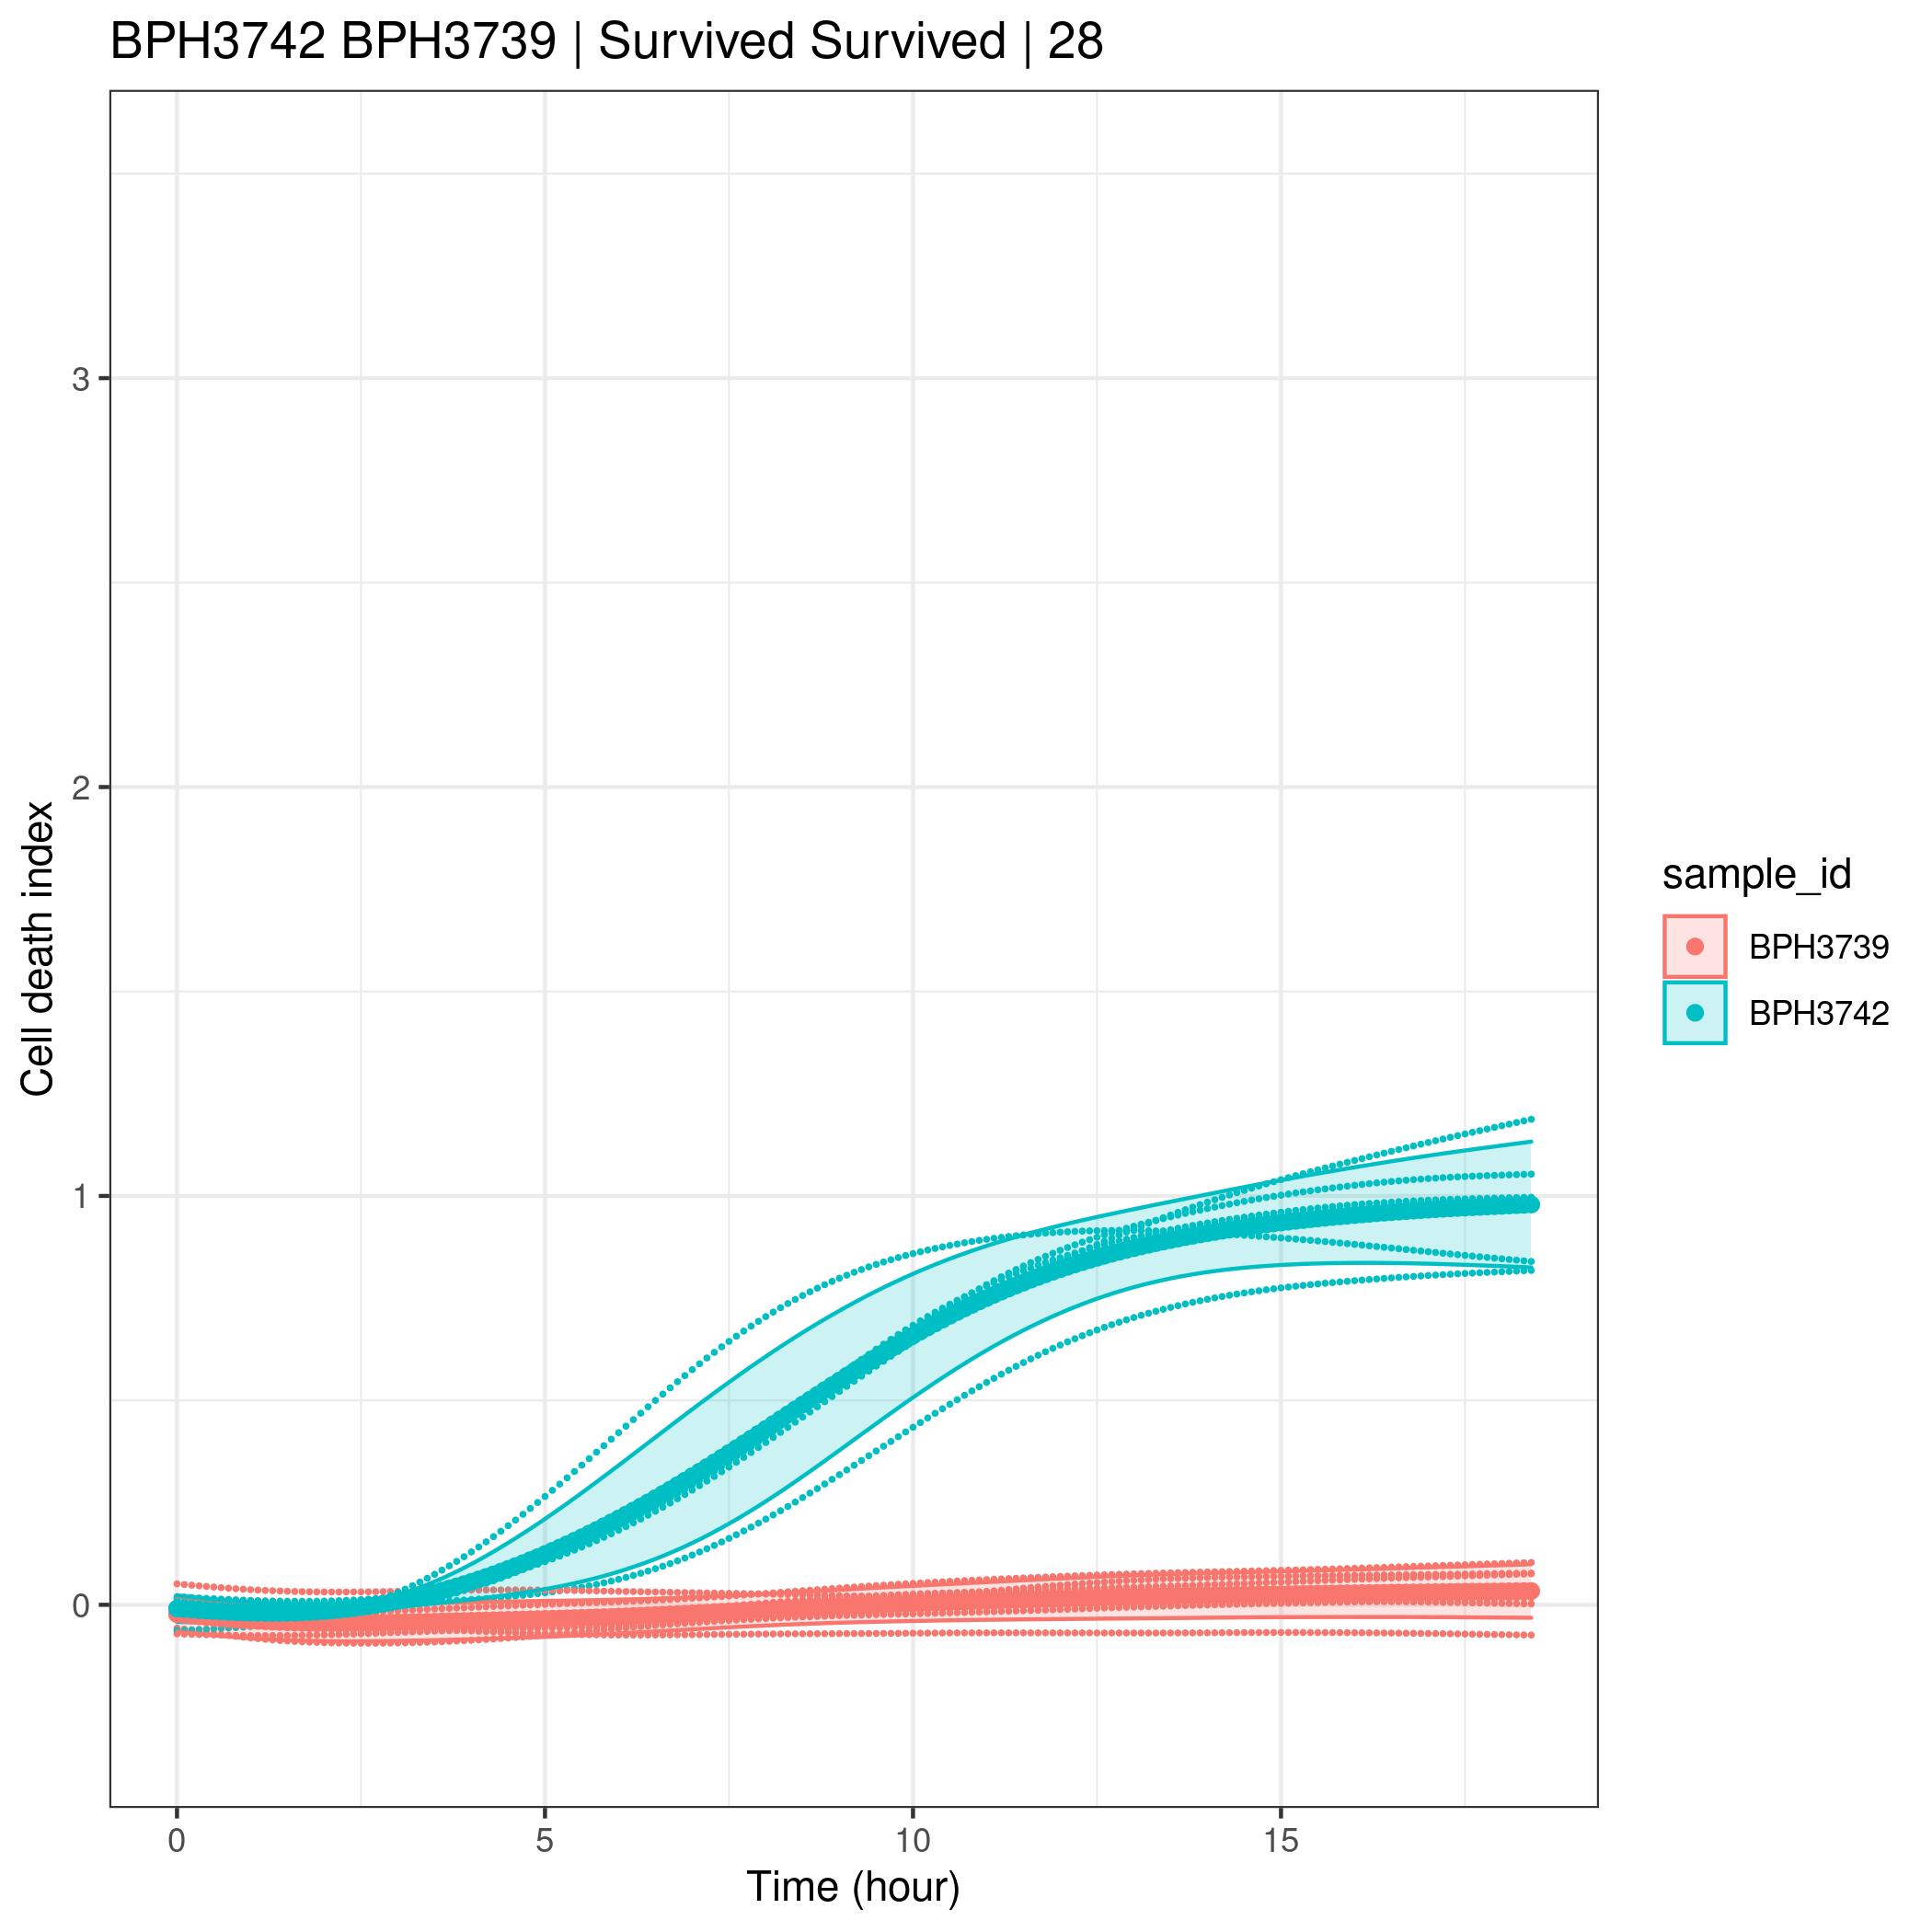 BPH3742 BPH3739 | Survived Survived | 28
3
2
1
0
Cell death index
0 5 10 15
Time (hour)
sample_id
BPH3739
BPH3742